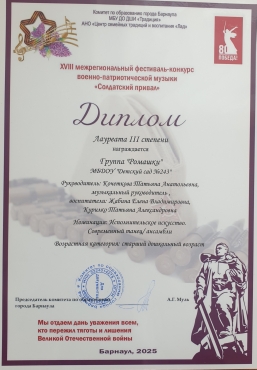 Комитет по образованию города Барнаула
МБУ ДО ДШИ «Традиция»
АНО «Центр семейных традиций и воспитания «Лад»
80
ПОБЕДА!
XVIII межрегиональный фестиваль-конкурс
военно-патриотической музыки
«Солдатский привал»
Диплом
Лауреата III степени
награждается
Группа "Ромашки"
МБДОУ "Детский сад №243"
Руководители: Кочеткова Татьяна Анатольевна,
музыкальный руководитель,
воспитатели: Жабина Елена Владимировна,
Курилко Татьяна Александровна
Номинация: Исполнительское искусство.
Современный танец/ ансамбли
Возрастная категория: старший дошкольный возраст
Председатель комитета по образованию
города Барнаула
А.Г. Муль
Мы отдаем дань уважения всем,
кто пережил тяготы и лишения
Великой Отечественной войны
Барнаул, 2025